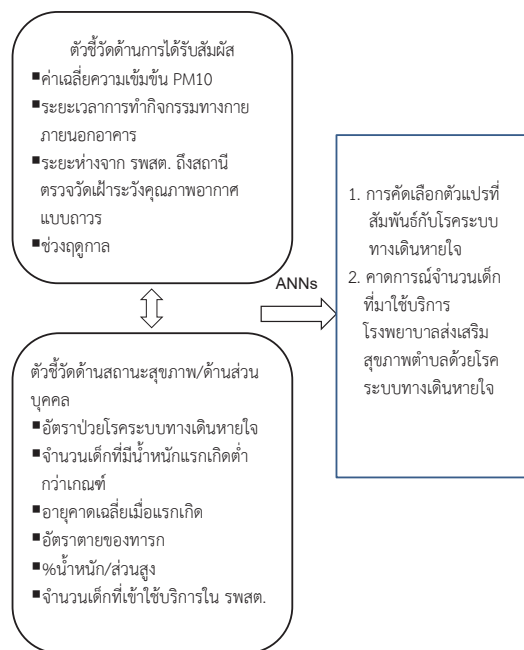 ตัวชี้วัดด้านการได้รับสัมผัส
▪ค่าเฉลี่ยความเข้มข้น PM10
▪ระยะเวลาการทำกิจกรรมทางกาย
ภายนอกอาคาร
▪ระยะห่างจาก รพสต. ถึงสถานี
ตรวจวัดเฝ้าระวังคุณภาพอากาศ
แบบถาวร
▪ช่วงฤดูกาล
ANNs
1. การคัดเลือกตัวแปรที่
สัมพันธ์กับโรคระบบ
ทางเดินหายใจ
2. คาดการณ์จำนวนเด็ก
ที่มาใช้บริการ
โรงพยาบาลส่งเสริม
สุขภาพตำบลด้วยโรค
ระบบทางเดินหายใจ
ตัวชี้วัดด้านสถานะสุขภาพ/ด้านส่วน
บุคคล
▪อัตราป่วยโรคระบบทางเดินหายใจ
▪จำนวนเด็กที่มีน้ำหนักแรกเกิดต่ำ
กว่าเกณฑ์
▪อายุคาดเฉลี่ยเมื่อแรกเกิด
▪อัตราตายของทารก
▪%น้ำหนัก/ส่วนสูง
▪จำนวนเด็กที่เข้าใช้บริการใน รพสต.